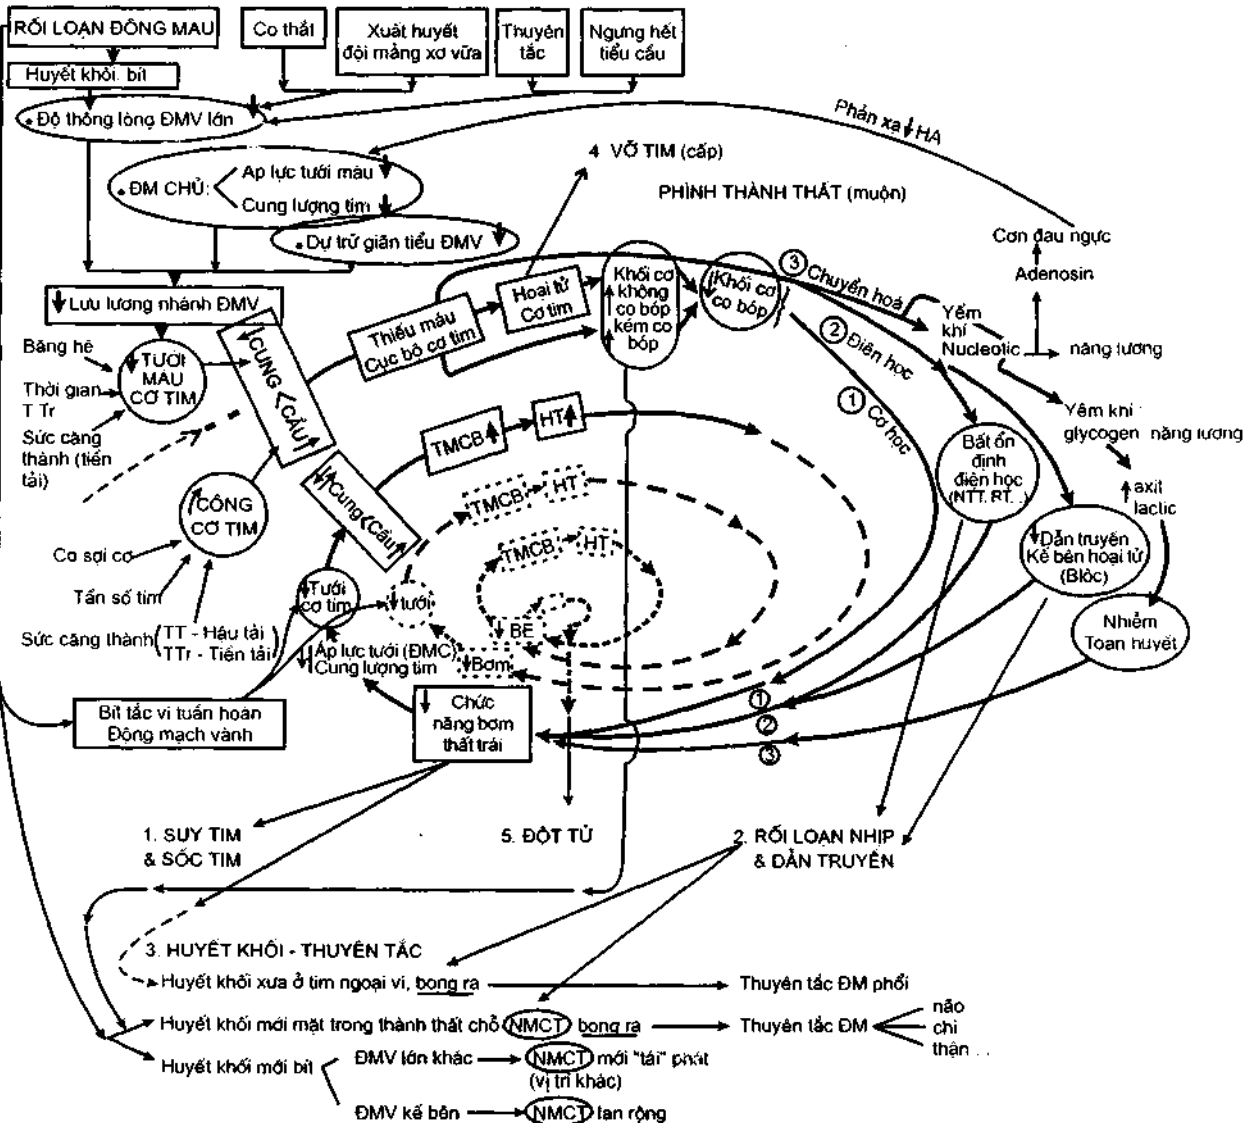 RỐI LOẠN ĐÔNG MAU
Co thắt
Xuất huyết
đội mảng xơ vữa
Thuyên
tắc
Ngưng hết
tiểu cầu
Huyết khối bít
Độ thông lòng ĐMV lớn
Phản xạ ↓ HA
ĐM CHỦ:
Ap lực tưới máu
Cung lượng tim
Dự trữ giãn tiểu ĐMV
4 VỠ TIM (cấp)
PHÌNH THÀNH THẤT (muộn)
Cơn đau ngực
Adenosin
↓ Lưu lượng nhánh ĐMV
Thiếu máu
Cục bộ cơ tim
Hoại tử
Cơ tim
Khối cơ
không
co bóp
kém co
bóp
Khối cơ
co bóp
③ Chuyển hoá
② Điện học
① Cơ học
Yếm
khí
Nucleotic
năng lương
Yêm khí
glycogen năng lượng
axit
lactic
Băng hê
Thời gian
T Tr
Sức căng
thành (tiền
tải)
↓ TƯỚI
MAU
CƠ TIM
↓ CUNG < CẦU ↑
CÔNG
CƠ TIM
Co sợi cơ
Tần số tim
Sức căng thành
TT - Hậu tải
TTr - Tiền tải
Cung < Cầu
TMCB
HT
TMCB
HT
TMCB
HT
Bất ổn
định
điện học
(NTT. RT. .)
Dẫn truyền
Kế bên hoại tử
(Blôc)
Nhiễm
Toan huyết
↓ Tưới
cơ tim
↓ tưới
↓ BE
↓ Bơm
Áp lực tưới (ĐMC)
Cung lượng tim
Bít tắc vi tuần hoàn
Động mạch vành
↓ Chức
năng bơm
thất trái
①
②
③
1. SUY TIM
& SỐC TIM
5. ĐỘT TỬ
2. RỐI LOẠN NHỊP
& DẪN TRUYỀN
3. HUYẾT KHỐI - THUYÊN TẮC
Huyết khối xưa ở tim ngoại vi, bong ra
Thuyên tắc ĐM phổi
Huyết khối mới mặt trong thành thất chỗ NMCT bong ra
Thuyên tắc ĐM
não
chi
thận ..
Huyết khối mới bít
ĐMV lớn khác
NMCT mới "tái" phát
(vị trí khác)
ĐMV kế bên
NMCT lan rộng